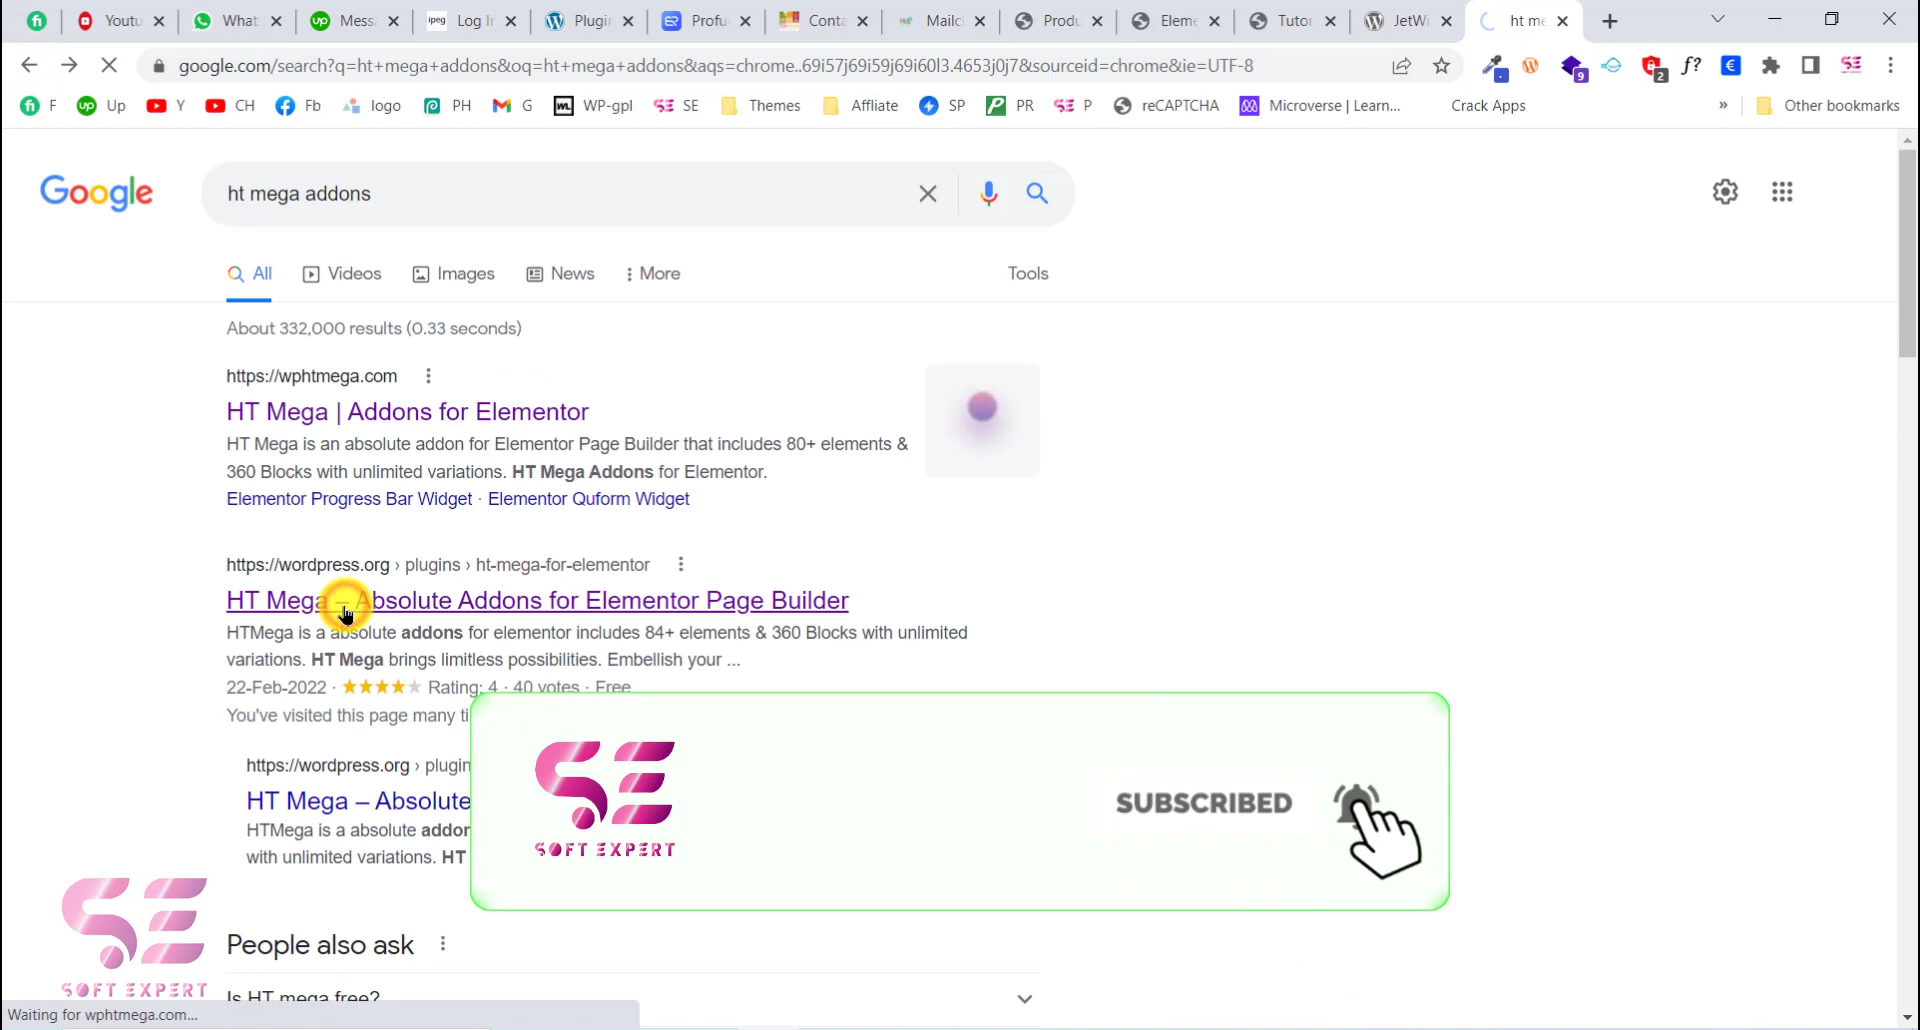 Youtu
What
Messa
ipeg
Log In
Plugin
Profu
Conta
Mailc
Produ
Eleme
Tutor
JetWi
ht me
google.com/search?q=ht+mega+addons&oq=ht+mega+addons&aqs=chrome..69i57j69i59j69i60l3.4653j0j7&sourceid=chrome&ie=UTF-8
F
Up
Y
CH
Fb
logo
PH
G
WP-gpl
SE
Themes
Affliate
SP
PR
P
reCAPTCHA
Microverse | Learn...
Crack Apps
»
Other bookmarks
Google
ht mega addons
All
Videos
Images
News
More
Tools
About 332,000 results (0.33 seconds)
https://wphtmega.com
HT Mega | Addons for Elementor
HT Mega is an absolute addon for Elementor Page Builder that includes 80+ elements &
360 Blocks with unlimited variations. HT Mega Addons for Elementor.
Elementor Progress Bar Widget · Elementor Quform Widget
https://wordpress.org › plugins › ht-mega-for-elementor
HT Mega – Absolute Addons for Elementor Page Builder
HTMega is a absolute addons for elementor includes 84+ elements & 360 Blocks with unlimited
variations. HT Mega brings limitless possibilities. Embellish your ...
22-Feb-2022 · Rating: 4 · 40 votes · Free
You've visited this page many ti
https://wordpress.org › plugin
HT Mega – Absolute
HTMega is a absolute addon
with unlimited variations. HT
SE
SOFT EXPERT
SUBSCRIBED
SE
SOFT EXPERT
People also ask
Is HT mega free?
Waiting for wphtmega.com...